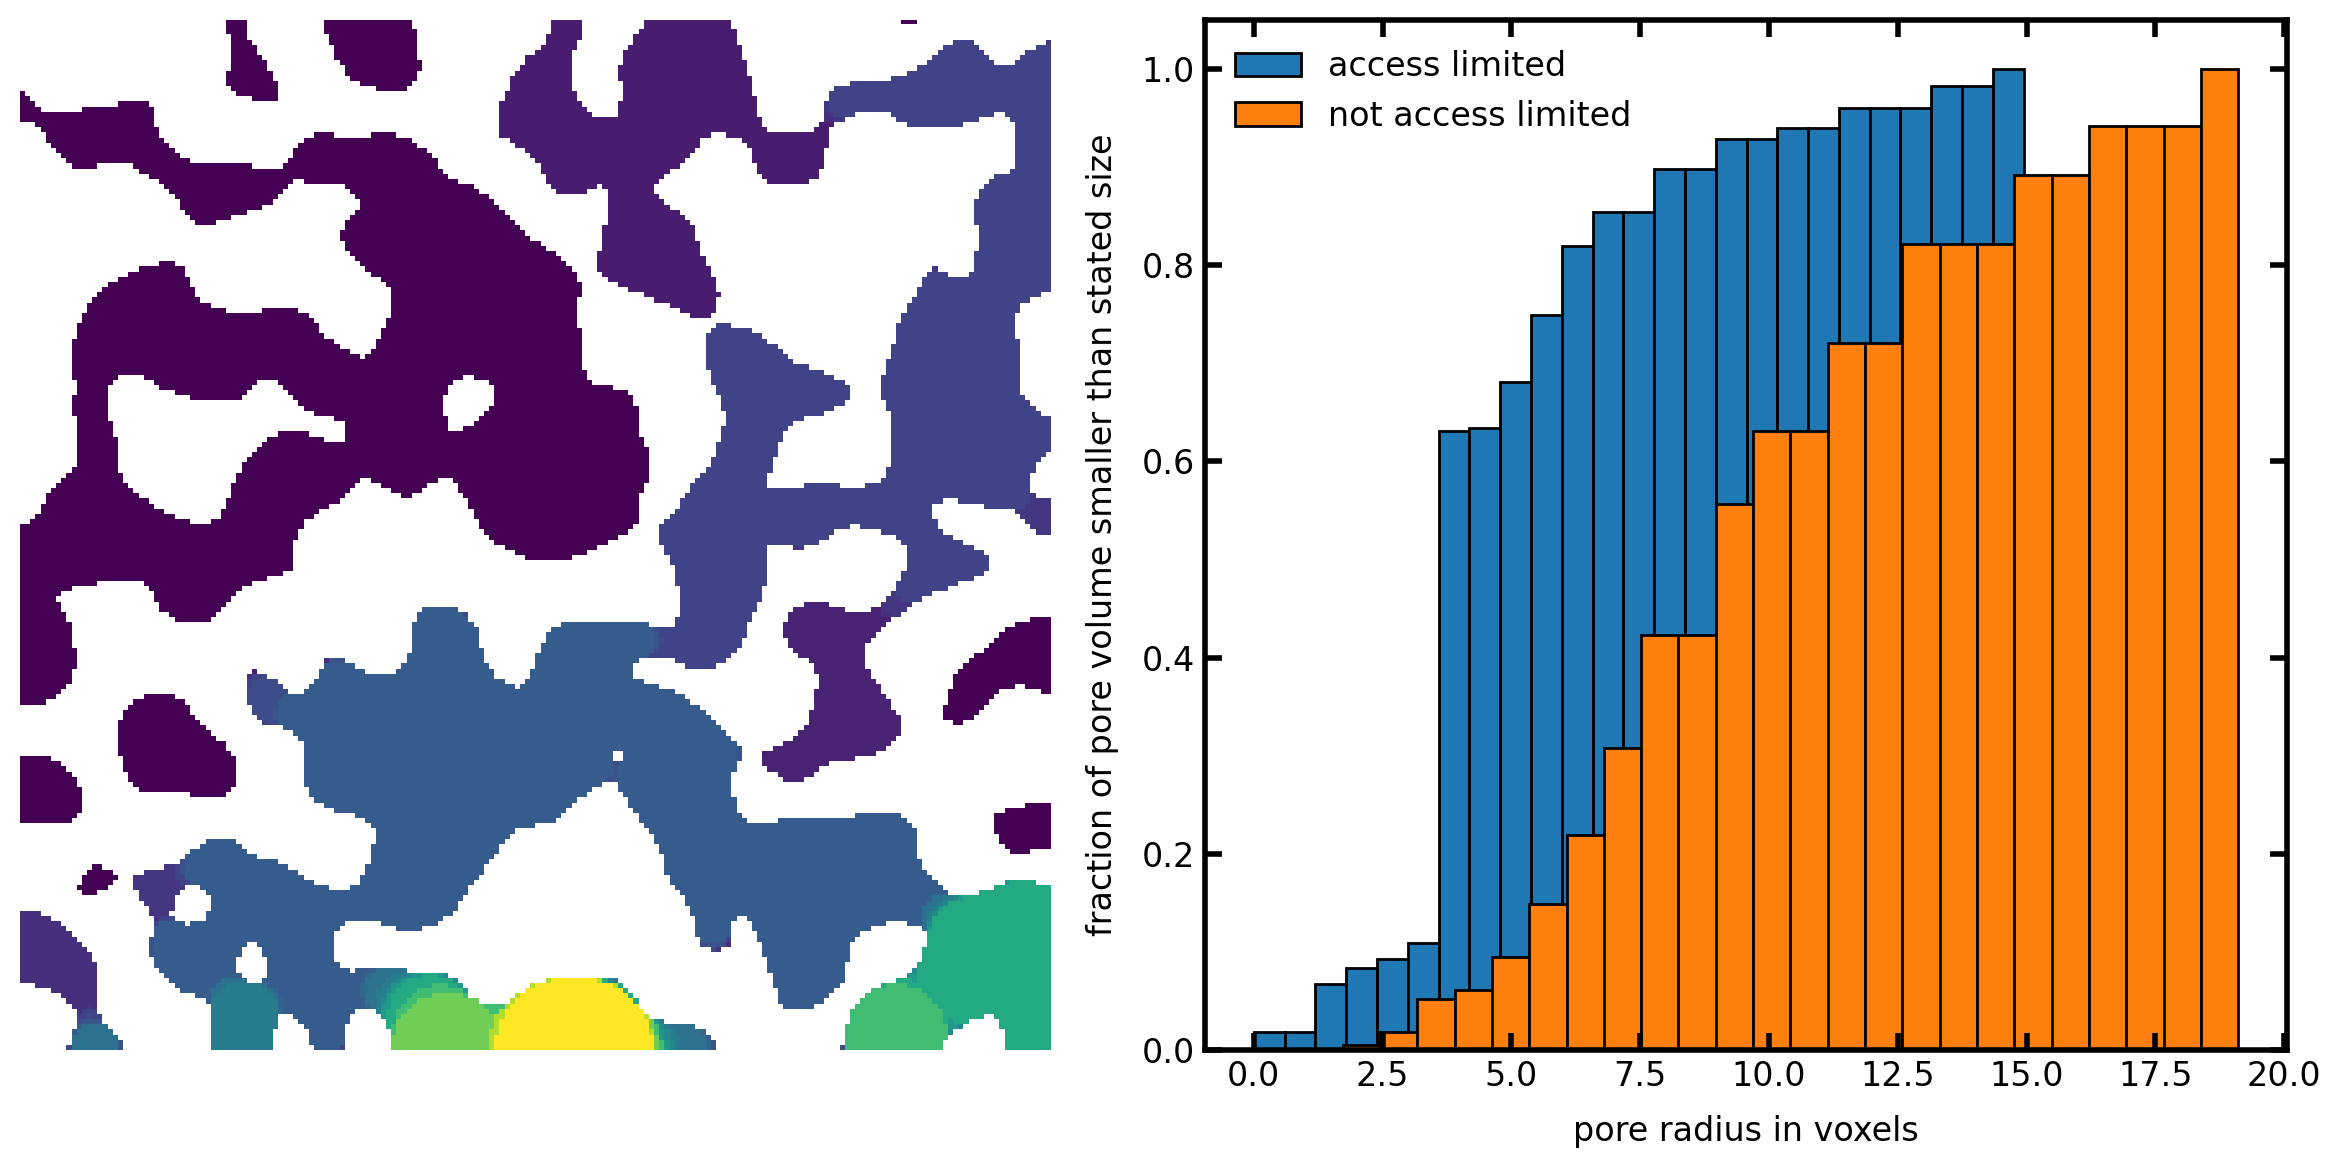 fraction of pore volume smaller than stated size
access limited
not access limited
1.0
0.8
0.6
0.4
0.2
0.0
0.0 2.5 5.0 7.5 10.0 12.5 15.0 17.5 20.0
pore radius in voxels